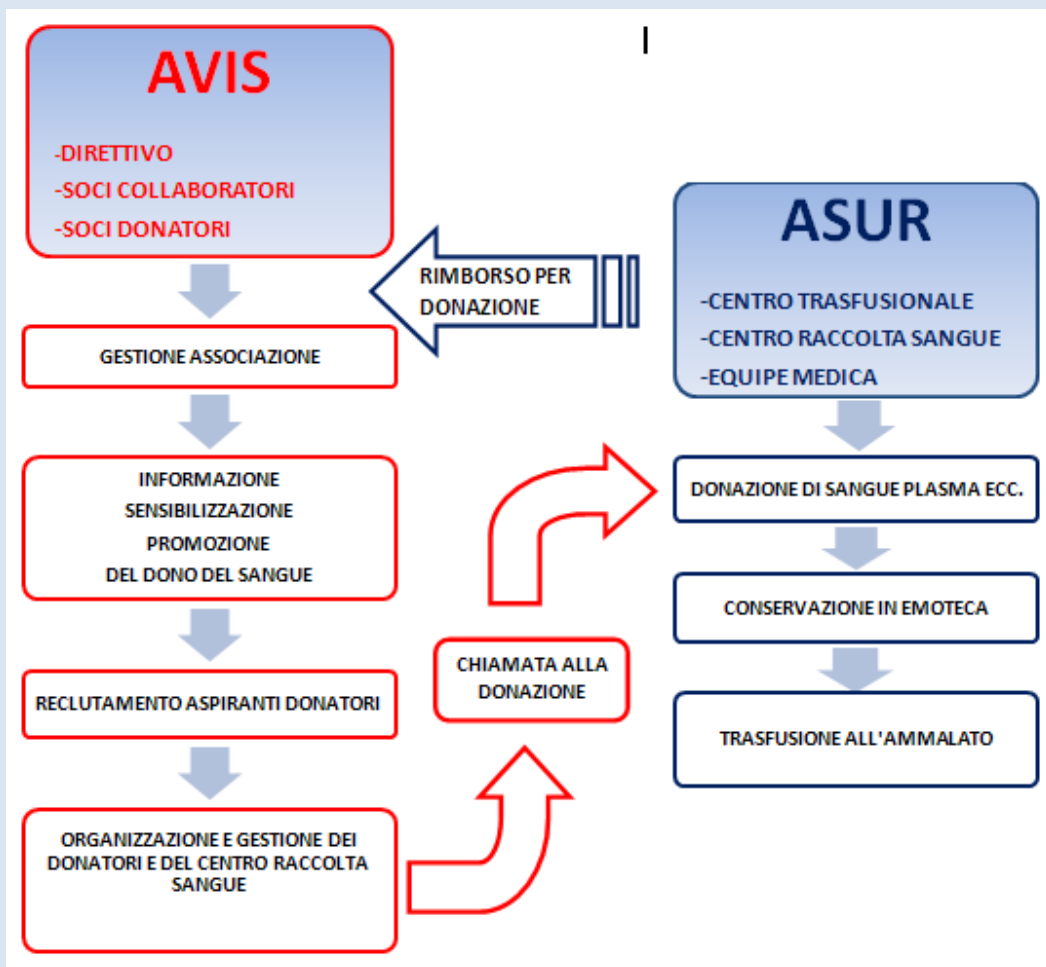 AVIS
-DIRETTIVO
-SOCI COLLABORATORI
-SOCI DONATORI
GESTIONE ASSOCIAZIONE
INFORMAZIONE
SENSIBILIZZAZIONE
PROMOZIONE
DEL DONO DEL SANGUE
RECLUTAMENTO ASPIRANTI DONATORI
ORGANIZZAZIONE E GESTIONE DEI
DONATORI E DEL CENTRO RACCOLTA
SANGUE
CHIAMATA ALLA
DONAZIONE
RIMBORSO PER
DONAZIONE
ASUR
-CENTRO TRASFUSIONALE
-CENTRO RACCOLTA SANGUE
-EQUIPE MEDICA
DONAZIONE DI SANGUE PLASMA ECC.
CONSERVAZIONE IN EMOTECA
TRASFUSIONE ALL'AMMALATO